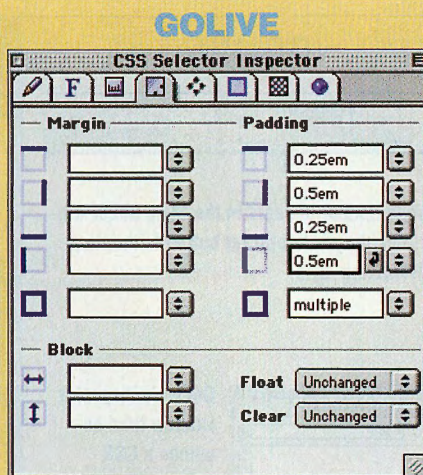 GOLIVE
CSS Selector Inspector
F
Margin
Padding
0.25em
0.5em
0.25em
0.5em
multiple
Block
Float Unchanged
Clear Unchanged